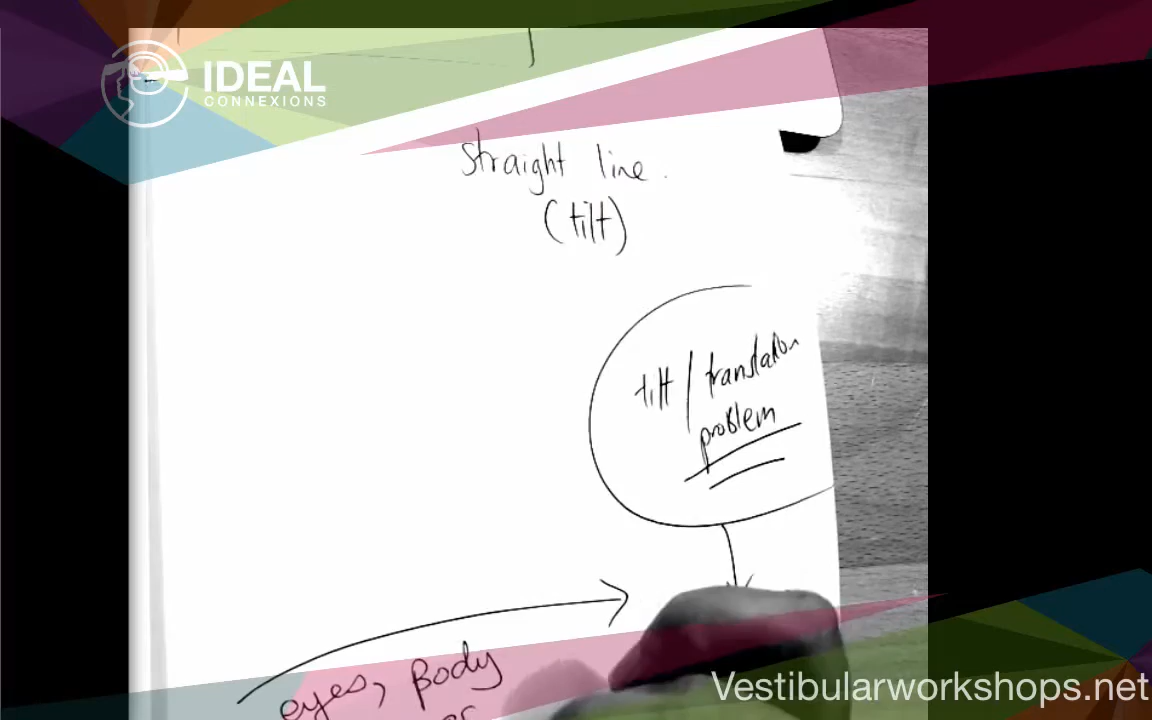 IDEAL
CONNEXIONS
straight line.
(tilt)
tilt / translation
problem
eyes, Body
Vestibularworkshops.net